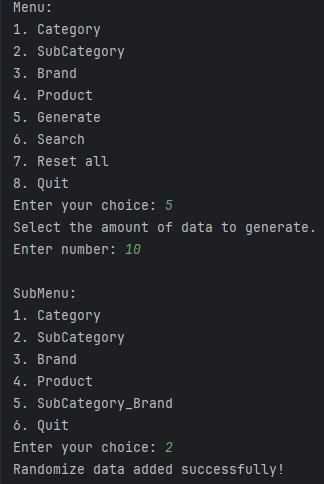 Menu:
1. Category
2. SubCategory
3. Brand
4. Product
5. Generate
6. Search
7. Reset all
8. Quit
Enter your choice: 5
Select the amount of data to generate.
Enter number: 10
SubMenu:
1. Category
2. SubCategory
3. Brand
4. Product
5. SubCategory_Brand
6. Quit
Enter your choice: 2
Randomize data added successfully!